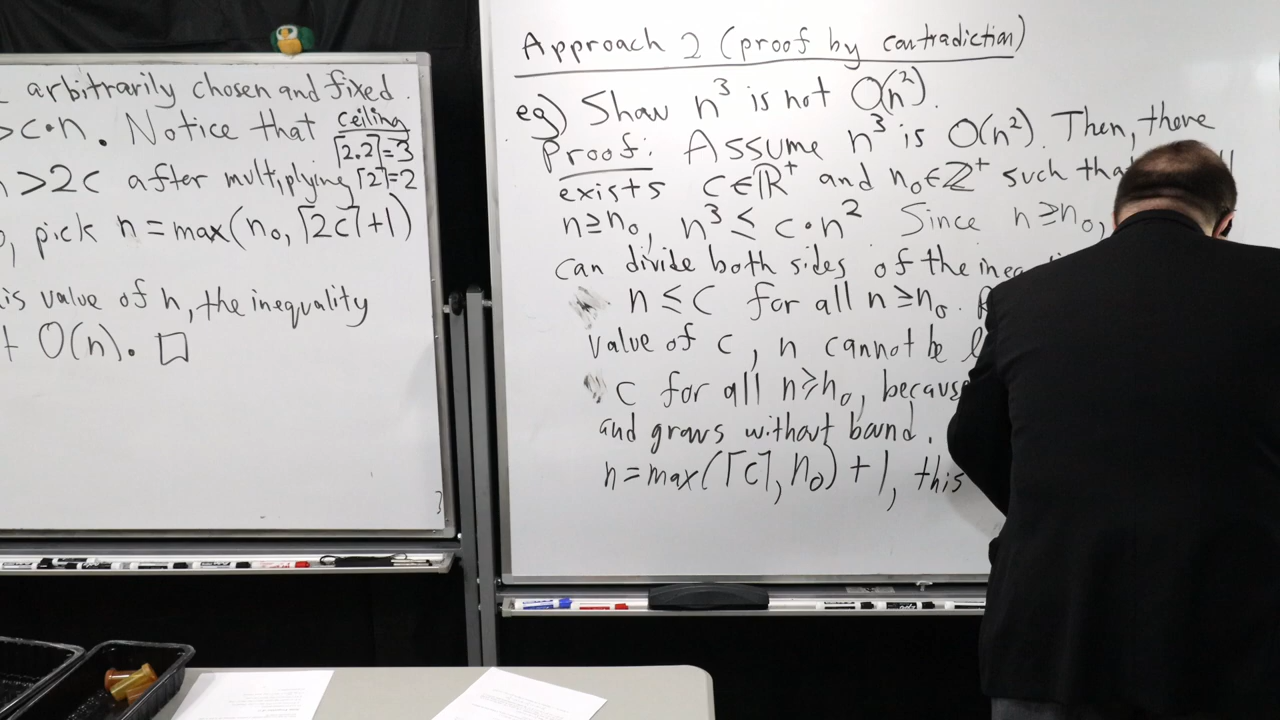 arbitrarily chosen and fixed.
>c·n. Notice that ceiling
⌈2.2⌉=3
>2c after multiplying ⌈2⌉=2
, pick n=max(n₀, ⌈2c⌉+1)
is value of n, the inequality
O(n). □
Approach 2 (proof by contradiction)
eg) Show n³ is not O(n²).
Proof: Assume n³ is O(n²). Then, there
exists c∈ℝ⁺ and n₀∈ℤ⁺ such that
n≥n₀, n³≤c·n² Since n≥n₀,
can divide both sides of the
n≤c for all n≥n₀.
value of c, n cannot be
c for all n≥n₀, because
and grows without bound.
n=max(⌈c⌉, n₀)+1, this